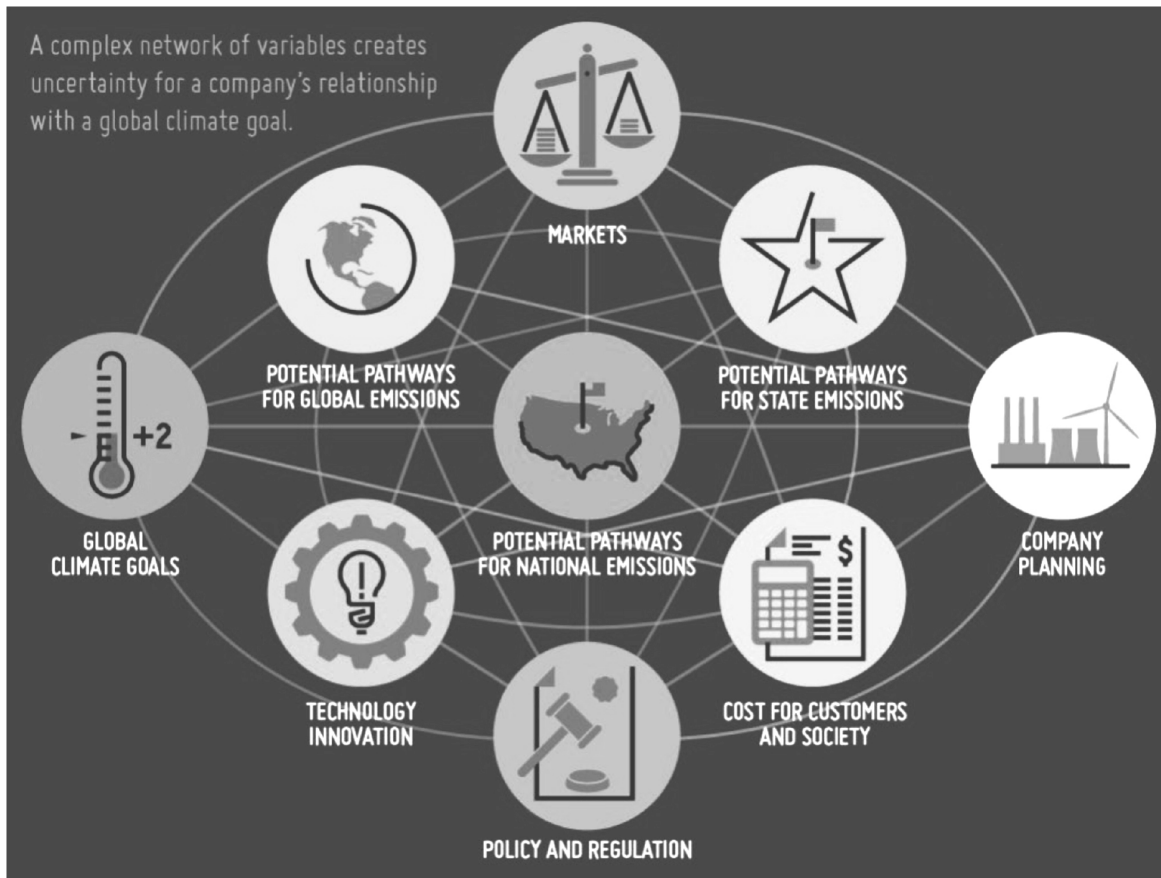 A complex network of variables creates
uncertainty for a company's relationship
with a global climate goal.
MARKETS
POTENTIAL PATHWAYS
FOR GLOBAL EMISSIONS
POTENTIAL PATHWAYS
FOR STATE EMISSIONS
+2
GLOBAL
CLIMATE GOALS
POTENTIAL PATHWAYS
FOR NATIONAL EMISSIONS
COMPANY
PLANNING
$
TECHNOLOGY
INNOVATION
COST FOR CUSTOMERS
AND SOCIETY
POLICY AND REGULATION